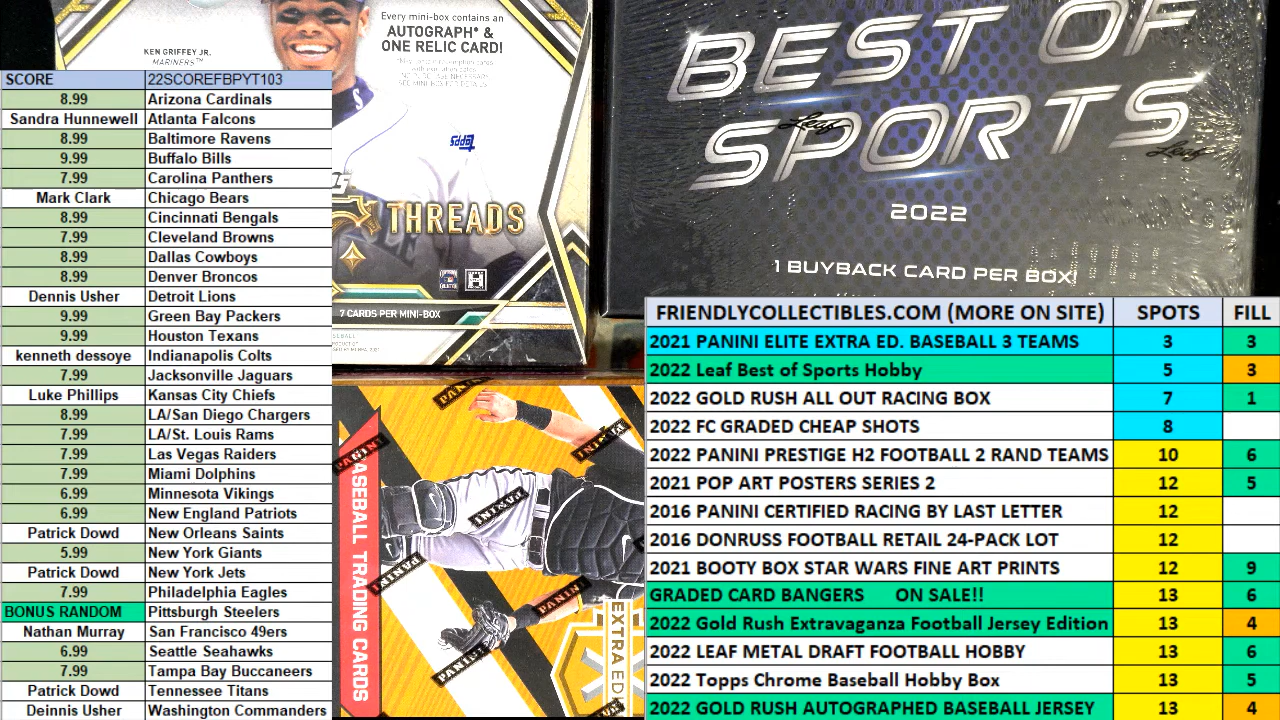 Every mini-box contains an
AUTOGRAPH* &
ONE RELIC CARD!
KEN GRIFFEY JR.
MARINERS™
topps
THREADS
7 CARDS PER MINI-BOX
BEST OF
SPORTS
Leaf
Leaf
2022
1 BUYBACK CARD PER BOX!
SCORE 22SCOREFBPYT103
8.99 Arizona Cardinals
Sandra Hunnewell Atlanta Falcons
8.99 Baltimore Ravens
9.99 Buffalo Bills
7.99 Carolina Panthers
Mark Clark Chicago Bears
8.99 Cincinnati Bengals
7.99 Cleveland Browns
8.99 Dallas Cowboys
8.99 Denver Broncos
Dennis Usher Detroit Lions
9.99 Green Bay Packers
9.99 Houston Texans
kenneth dessoye Indianapolis Colts
7.99 Jacksonville Jaguars
Luke Phillips Kansas City Chiefs
8.99 LA/San Diego Chargers
7.99 LA/St. Louis Rams
7.99 Las Vegas Raiders
7.99 Miami Dolphins
6.99 Minnesota Vikings
6.99 New England Patriots
Patrick Dowd New Orleans Saints
5.99 New York Giants
Patrick Dowd New York Jets
7.99 Philadelphia Eagles
BONUS RANDOM Pittsburgh Steelers
Nathan Murray San Francisco 49ers
6.99 Seattle Seahawks
7.99 Tampa Bay Buccaneers
Patrick Dowd Tennessee Titans
Deinnis Usher Washington Commanders
PANINI
PANINI
PANINI
PANINI
PANINI
PANINI
PANINI
ASEBALL TRADING CARDS
EXTRA EDI
FRIENDLYCOLLECTIBLES.COM (MORE ON SITE) SPOTS FILL
2021 PANINI ELITE EXTRA ED. BASEBALL 3 TEAMS 3 3
2022 Leaf Best of Sports Hobby 5 3
2022 GOLD RUSH ALL OUT RACING BOX 7 1
2022 FC GRADED CHEAP SHOTS 8
2022 PANINI PRESTIGE H2 FOOTBALL 2 RAND TEAMS 10 6
2021 POP ART POSTERS SERIES 2 12 5
2016 PANINI CERTIFIED RACING BY LAST LETTER 12
2016 DONRUSS FOOTBALL RETAIL 24-PACK LOT 12
2021 BOOTY BOX STAR WARS FINE ART PRINTS 12 9
GRADED CARD BANGERS ON SALE!! 13 6
2022 Gold Rush Extravaganza Football Jersey Edition 13 4
2022 LEAF METAL DRAFT FOOTBALL HOBBY 13 6
2022 Topps Chrome Baseball Hobby Box 13 5
2022 GOLD RUSH AUTOGRAPHED BASEBALL JERSEY 13 4